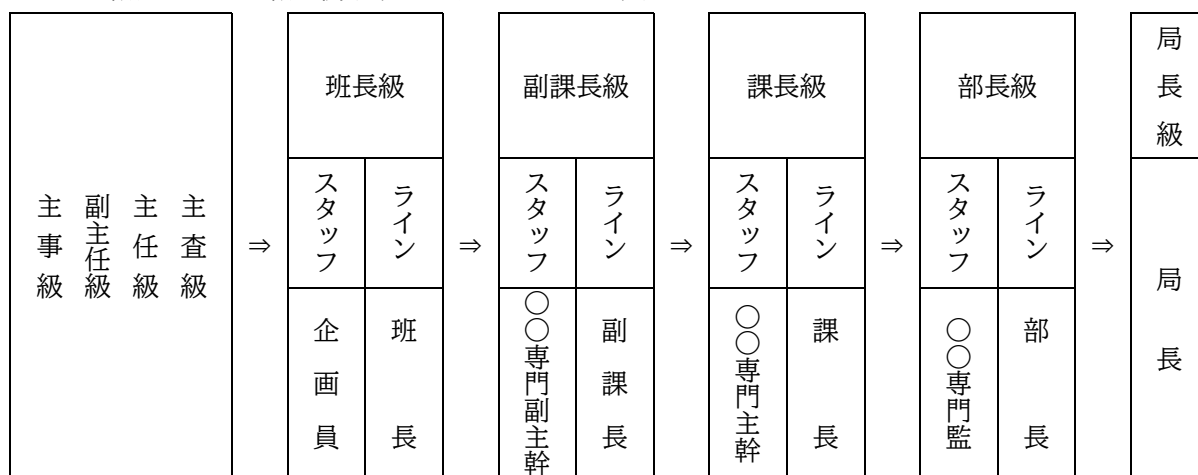 主査級
主任級
副主任級
主事級
⇒
班長級
スタッフ
ライン
企画員
班長
⇒
副課長級
スタッフ
ライン
○○専門副主幹
副課長
⇒
課長級
スタッフ
ライン
○○専門主幹
課長
⇒
部長級
スタッフ
ライン
○○専門監
部長
⇒
局長級
局長